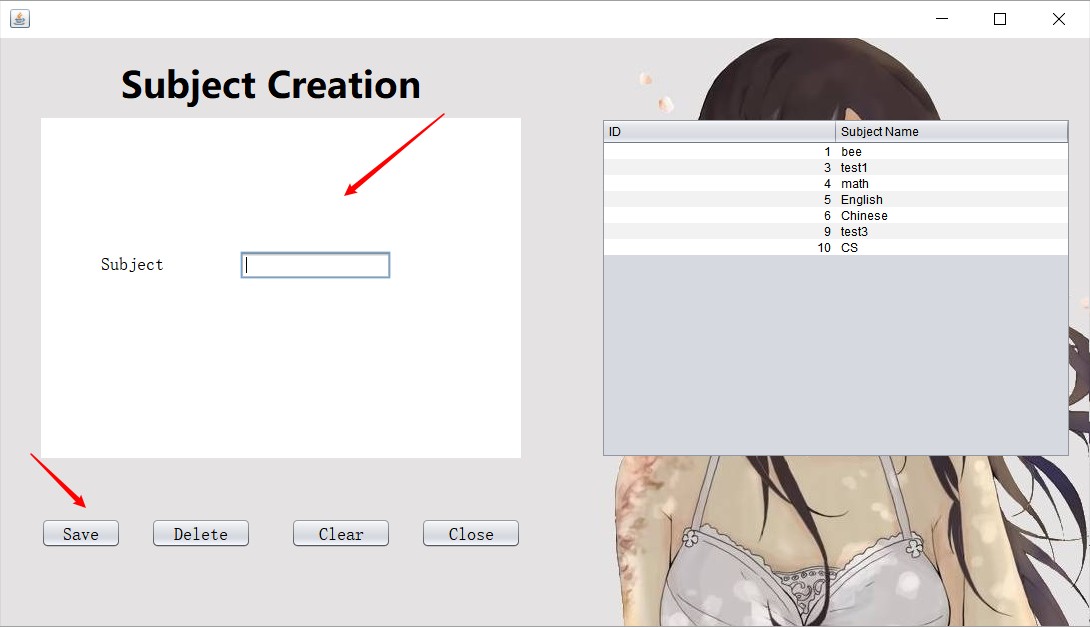 Subject Creation
Subject
Save
Delete
Clear
Close
ID Subject Name
1 bee
3 test1
4 math
5 English
6 Chinese
9 test3
10 CS